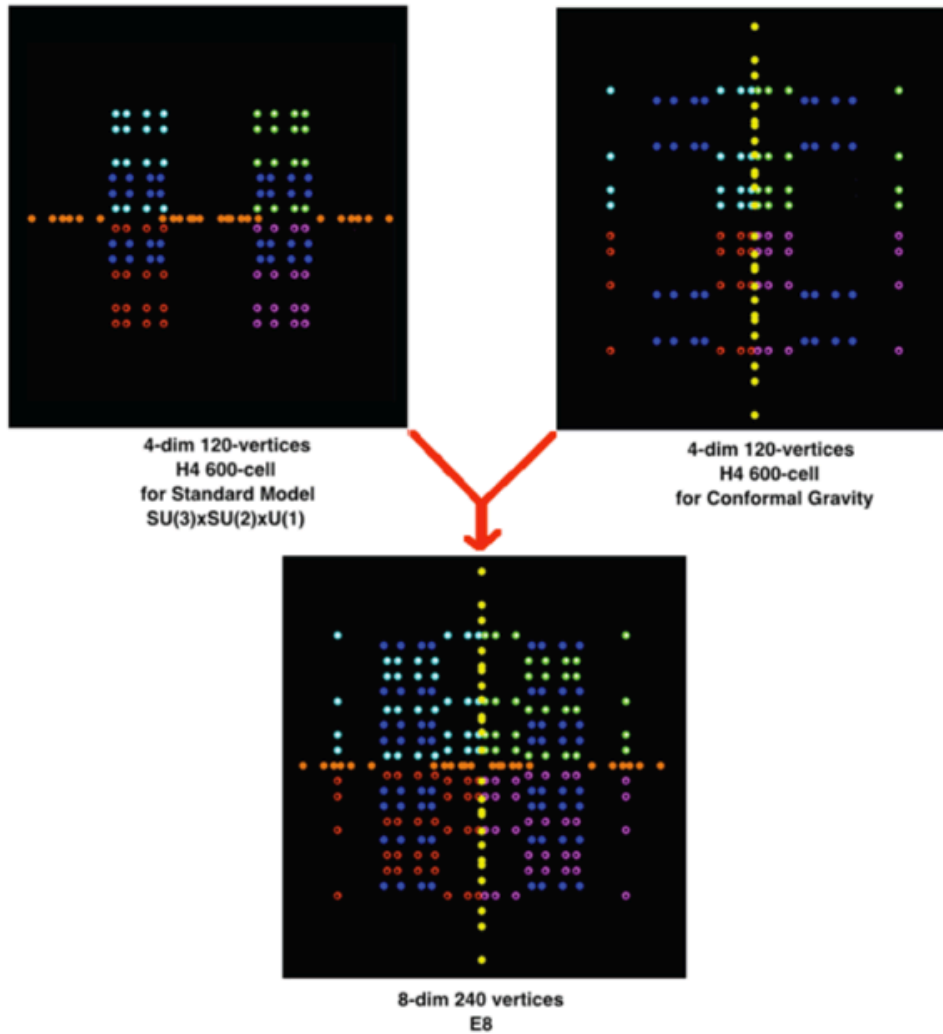 4-dim 120-vertices
H4 600-cell
for Standard Model
SU(3)xSU(2)xU(1)
4-dim 120-vertices
H4 600-cell
for Conformal Gravity
8-dim 240 vertices
E8